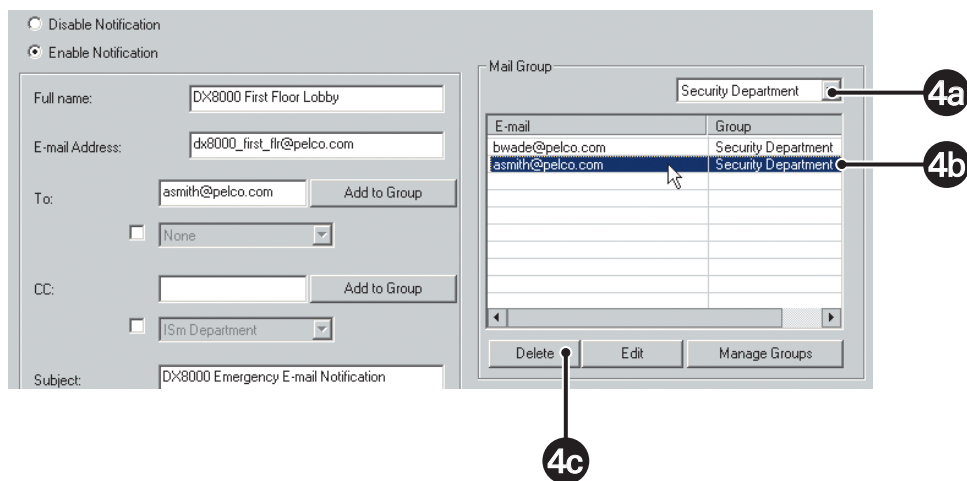 Disable Notification
Enable Notification
Full name:
DX8000 First Floor Lobby
E-mail Address:
dx8000_first_flr@pelco.com
To:
asmith@pelco.com
Add to Group
None
CC:
Add to Group
ISm Department
Subject:
DX8000 Emergency E-mail Notification
Mail Group
Security Department
E-mail
Group
bwade@pelco.com
Security Department
asmith@pelco.com
Security Department
Delete
Edit
Manage Groups
4a
4b
4c